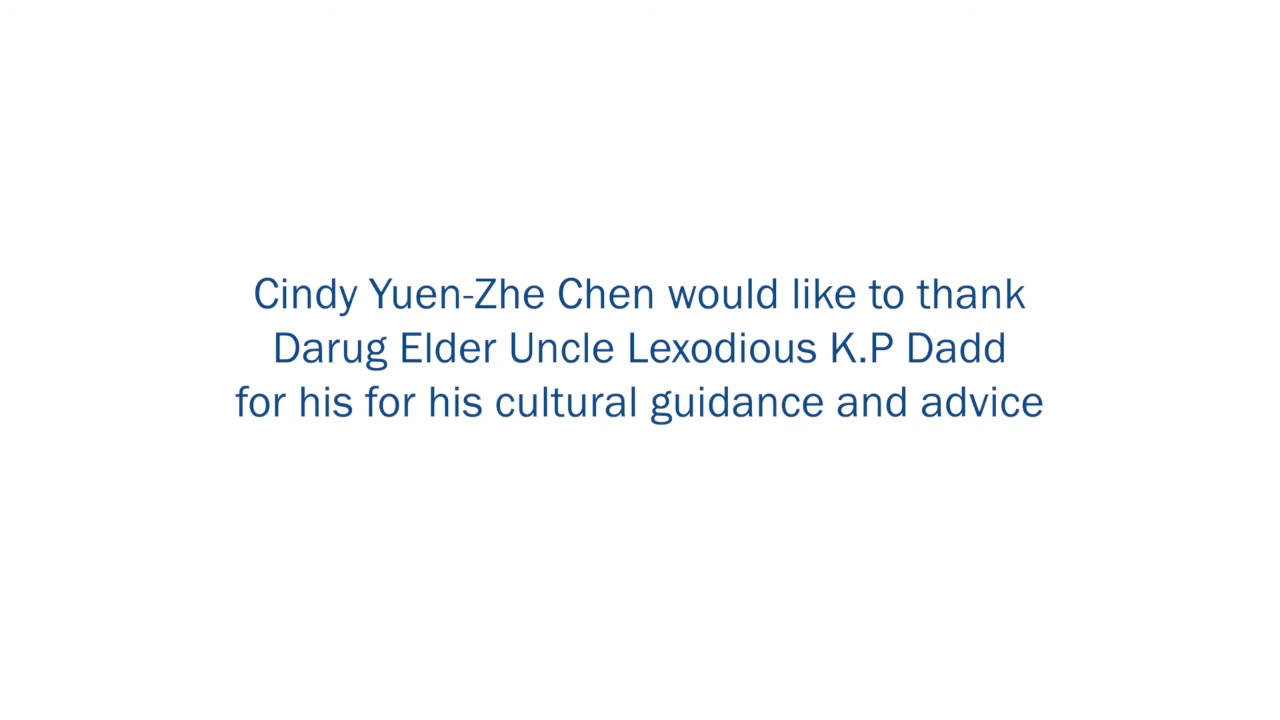 Cindy Yuen-Zhe Chen would like to thank
Darug Elder Uncle Lexodious K.P Dadd
for his for his cultural guidance and advice